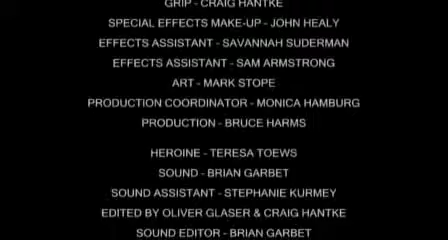 GRIP - CRAIG HANTKE
SPECIAL EFFECTS MAKE-UP - JOHN HEALY
EFFECTS ASSISTANT - SAVANNAH SUDERMAN
EFFECTS ASSISTANT - SAM ARMSTRONG
ART - MARK STOPE
PRODUCTION COORDINATOR - MONICA HAMBURG
PRODUCTION - BRUCE HARMS
HEROINE - TERESA TOEWS
SOUND - BRIAN GARBET
SOUND ASSISTANT - STEPHANIE KURMEY
EDITED BY OLIVER GLASER & CRAIG HANTKE
SOUND EDITOR - BRIAN GARBET